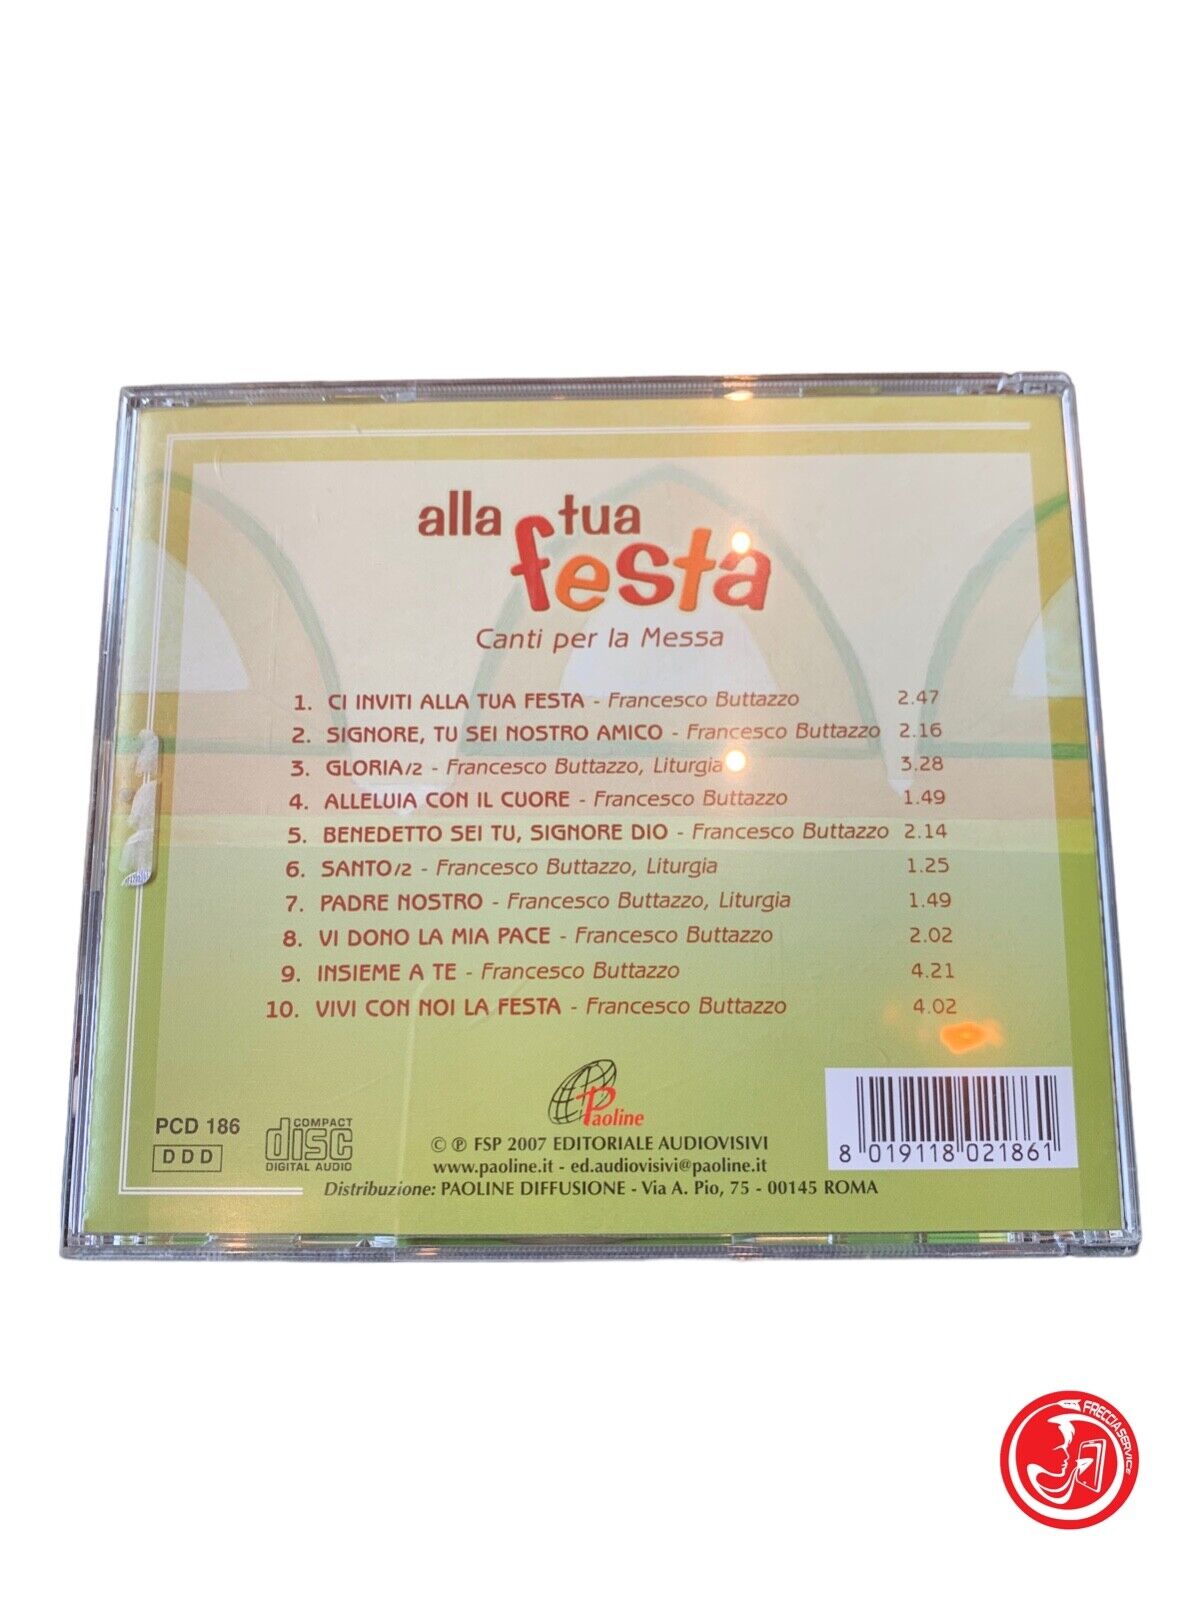 alla tua
festa
Canti per la Messa
1. CI INVITI ALLA TUA FESTA - Francesco Buttazzo 2.47
2. SIGNORE, TU SEI NOSTRO AMICO - Francesco Buttazzo 2.16
3. GLORIA/2 - Francesco Buttazzo, Liturgia 3.28
4. ALLELUIA CON IL CUORE - Francesco Buttazzo 1.49
5. BENEDETTO SEI TU, SIGNORE DIO - Francesco Buttazzo 2.14
6. SANTO/2 - Francesco Buttazzo, Liturgia 1.25
7. PADRE NOSTRO - Francesco Buttazzo, Liturgia 1.49
8. VI DONO LA MIA PACE - Francesco Buttazzo 2.02
9. INSIEME A TE - Francesco Buttazzo 4.21
10. VIVI CON NOI LA FESTA - Francesco Buttazzo 4.02
PCD 186
DDD
COMPACT
disc
DIGITAL AUDIO
Paoline
© ℗ FSP 2007 EDITORIALE AUDIOVISIVI
www.paoline.it - ed.audiovisivi@paoline.it
Distribuzione: PAOLINE DIFFUSIONE - Via A. Pio, 75 - 00145 ROMA
8 019118 021861
FRECCIA SERVICE